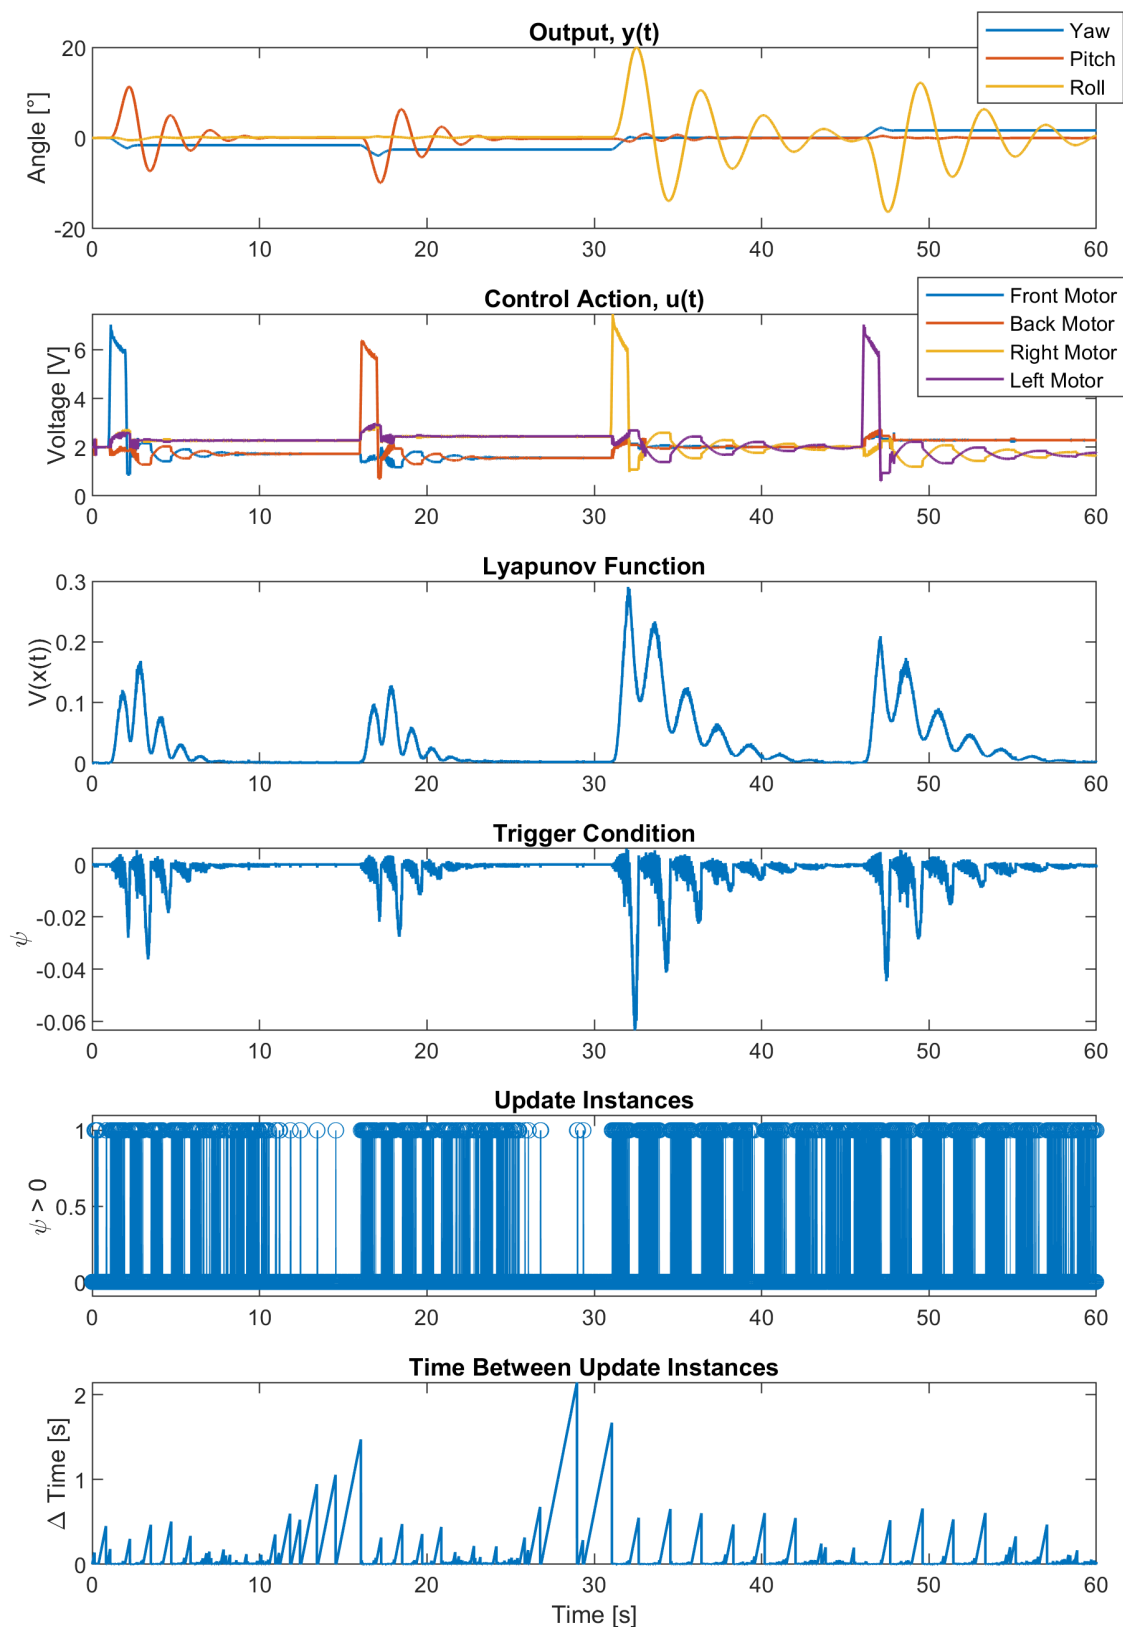 Output, y(t)
Yaw
Pitch
Roll
Angle [°]
20
0
-20
0 10 20 30 40 50 60
Control Action, u(t)
Front Motor
Back Motor
Right Motor
Left Motor
Voltage [V]
6
4
2
0
0 10 20 30 40 50 60
Lyapunov Function
V(x(t))
0.3
0.2
0.1
0
0 10 20 30 40 50 60
Trigger Condition
ψ
0
-0.02
-0.04
-0.06
0 10 20 30 40 50 60
Update Instances
ψ > 0
1
0.5
0
0 10 20 30 40 50 60
Time Between Update Instances
Δ Time [s]
2
1
0
0 10 20 30 40 50 60
Time [s]